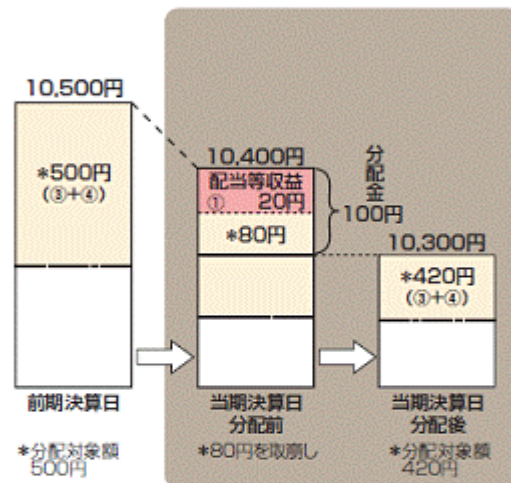 10,500円
*500円
(③+④)
前期決算日
*分配対象額
500円
10,400円
配当等収益
① 20円
*80円
分配金
100円
当期決算日
分配前
*80円を取崩し
10,300円
*420円
(③+④)
当期決算日
分配後
*分配対象額
420円